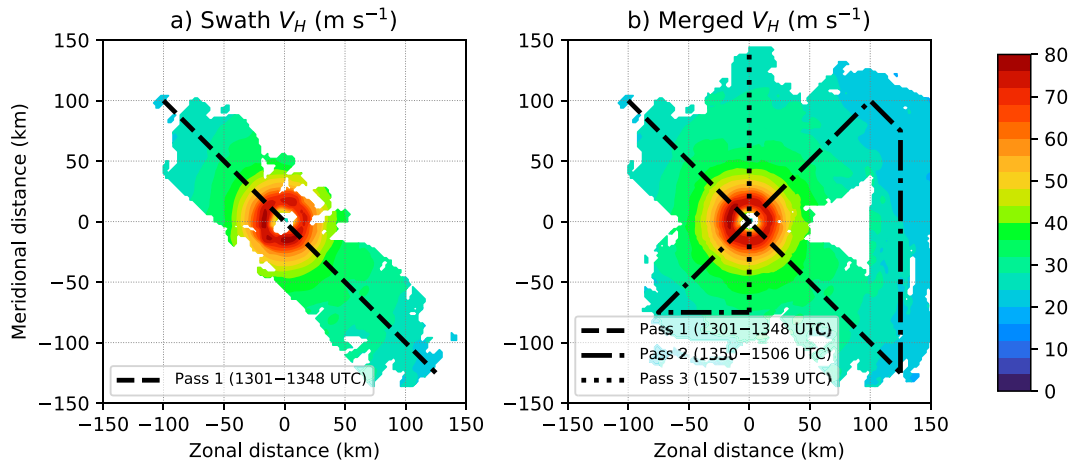 a) Swath V_H (m s⁻¹)
b) Merged V_H (m s⁻¹)
Meridional distance (km)
150
100
50
0
−50
−100
−150
−150 −100 −50 0 50 100 150
Zonal distance (km)
Pass 1 (1301−1348 UTC)
150
100
50
0
−50
−100
−150
−150 −100 −50 0 50 100 150
Zonal distance (km)
Pass 1 (1301−1348 UTC)
Pass 2 (1350−1506 UTC)
Pass 3 (1507−1539 UTC)
80
70
60
50
40
30
20
10
0